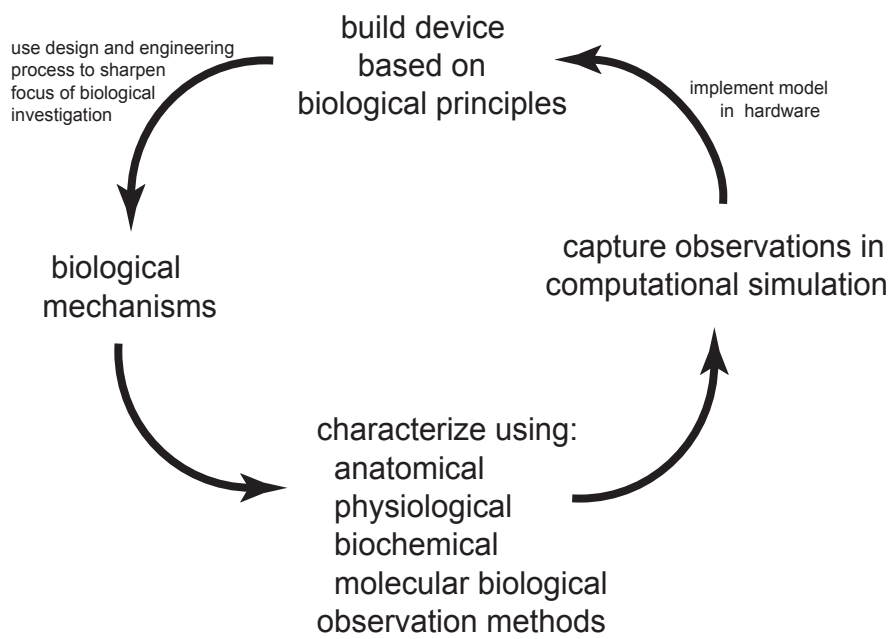 build device
based on
biological principles
use design and engineering
process to sharpen
focus of biological
investigation
implement model
in hardware
biological
mechanisms
capture observations in
computational simulation
characterize using:
anatomical
physiological
biochemical
molecular biological
observation methods